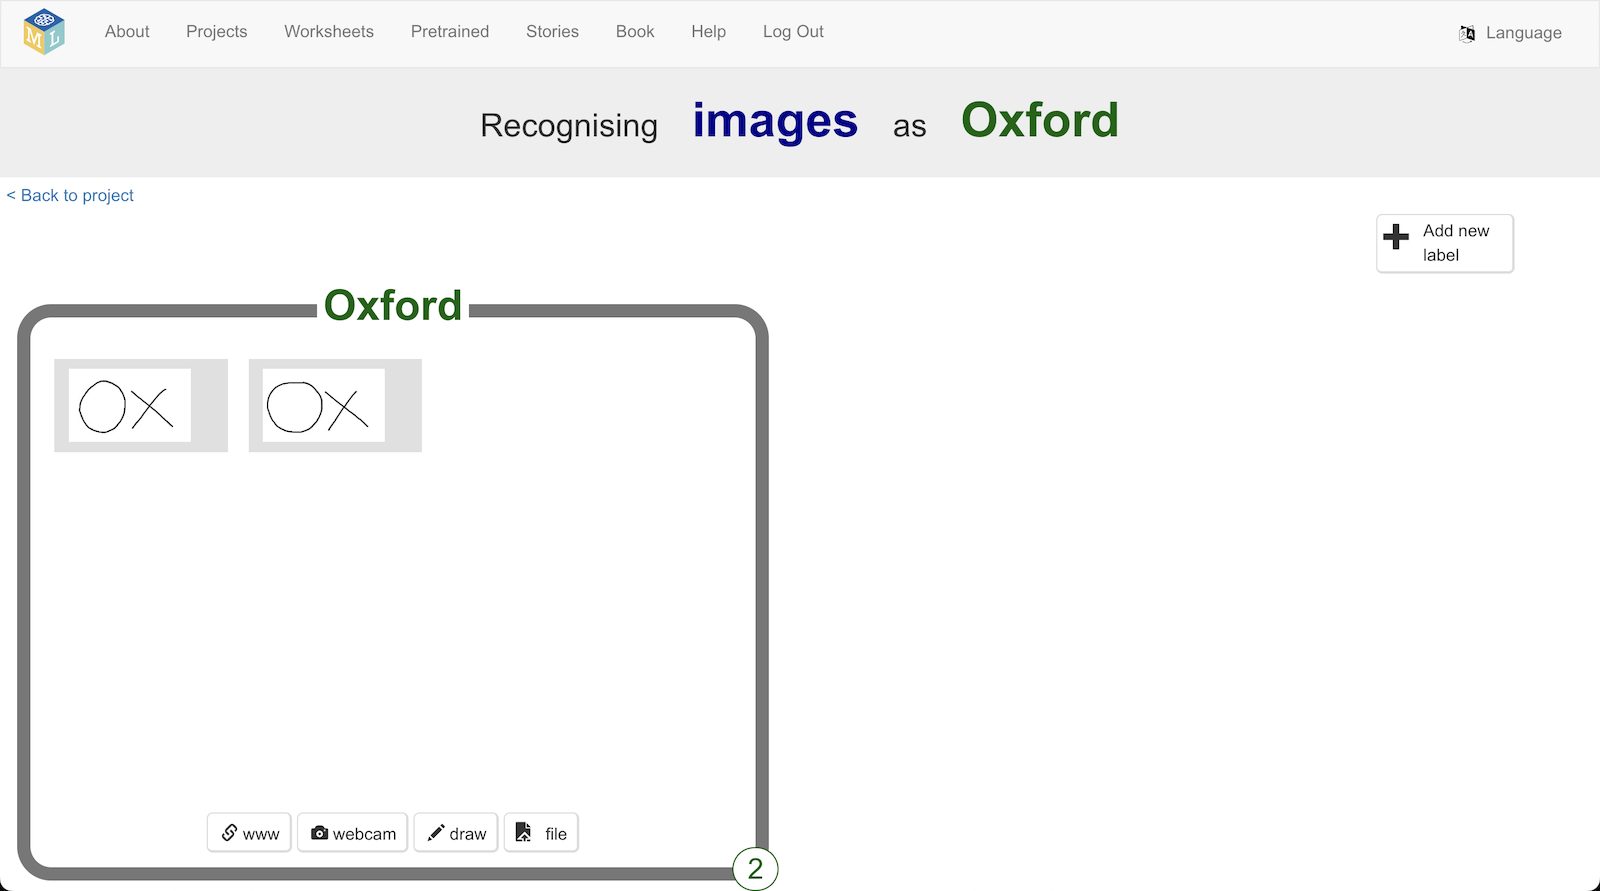 M L
About Projects Worksheets Pretrained Stories Book Help Log Out Language
Recognising images as Oxford
< Back to project
Add new
label
Oxford
OX OX
www webcam draw file
2